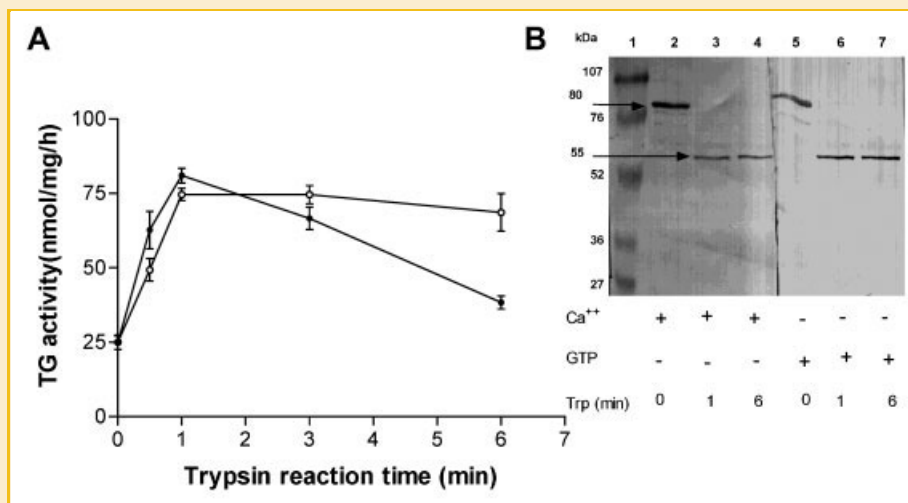 A
TG activity(nmol/mg/h)
100
75
50
25
0
0 1 2 3 4 5 6 7
Trypsin reaction time (min)
B
kDa 1 2 3 4 5 6 7
107
80
76
55
52
36
27
Ca++ + + + - - -
GTP - - - + + +
Trp (min) 0 1 6 0 1 6